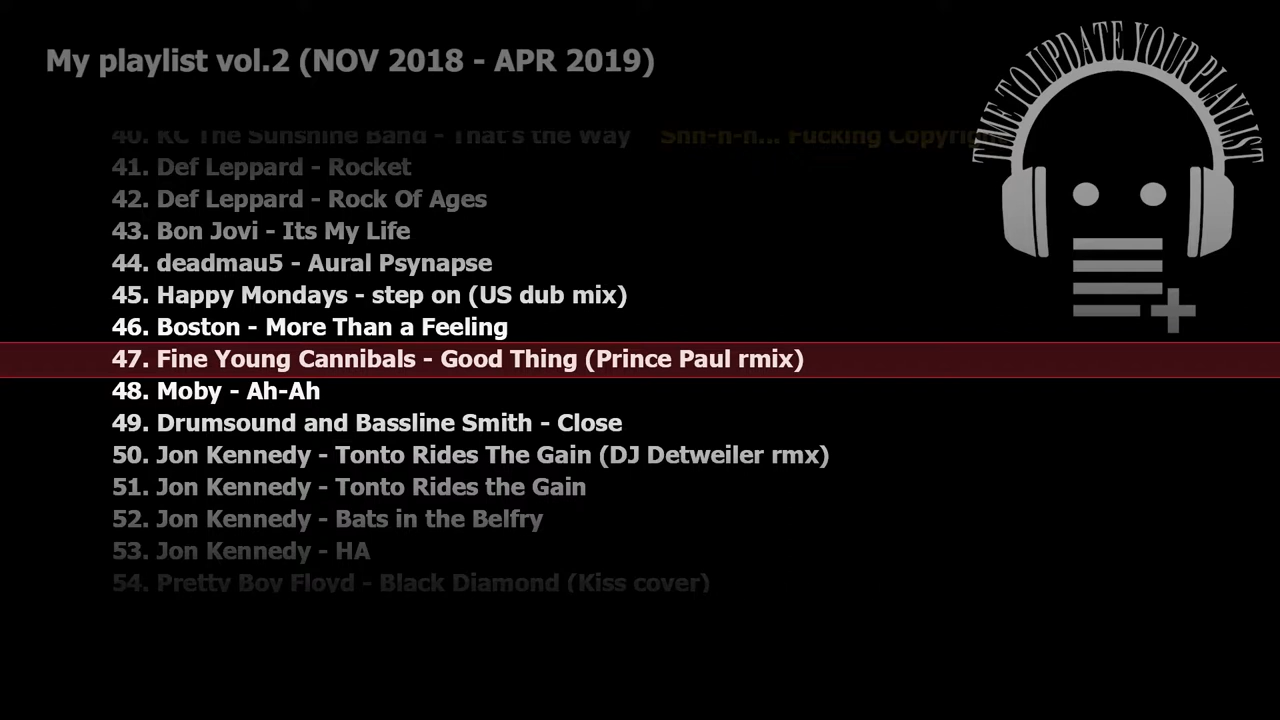 My playlist vol.2 (NOV 2018 - APR 2019)
TIME TO UPDATE YOUR PLAYLIST
40. KC The Sunshine Band - That's the Way Shh-h-h... Fucking
41. Def Leppard - Rocket
42. Def Leppard - Rock Of Ages
43. Bon Jovi - Its My Life
44. deadmau5 - Aural Psynapse
45. Happy Mondays - step on (US dub mix)
46. Boston - More Than a Feeling
47. Fine Young Cannibals - Good Thing (Prince Paul rmix)
48. Moby - Ah-Ah
49. Drumsound and Bassline Smith - Close
50. Jon Kennedy - Tonto Rides The Gain (DJ Detweiler rmx)
51. Jon Kennedy - Tonto Rides the Gain
52. Jon Kennedy - Bats in the Belfry
53. Jon Kennedy - HA
54. Pretty Boy Floyd - Black Diamond (Kiss cover)